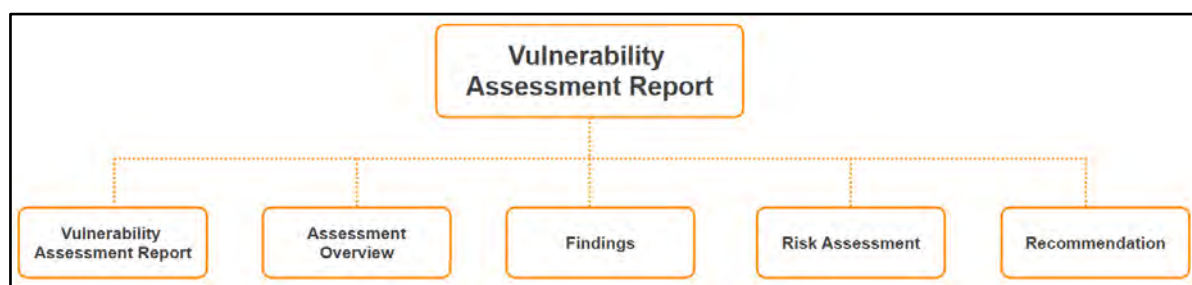 Vulnerability
Assessment Report
Vulnerability
Assessment Report
Assessment
Overview
Findings
Risk Assessment
Recommendation